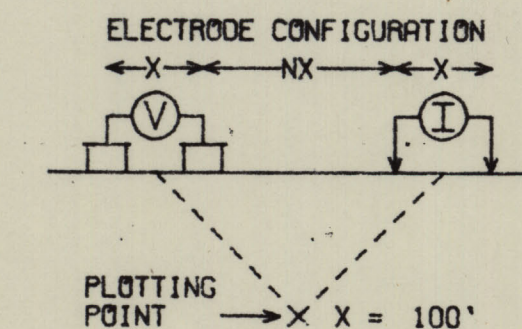 ELECTRODE CONFIGURATION
X NX X
V I
PLOTTING
POINT X X = 100'